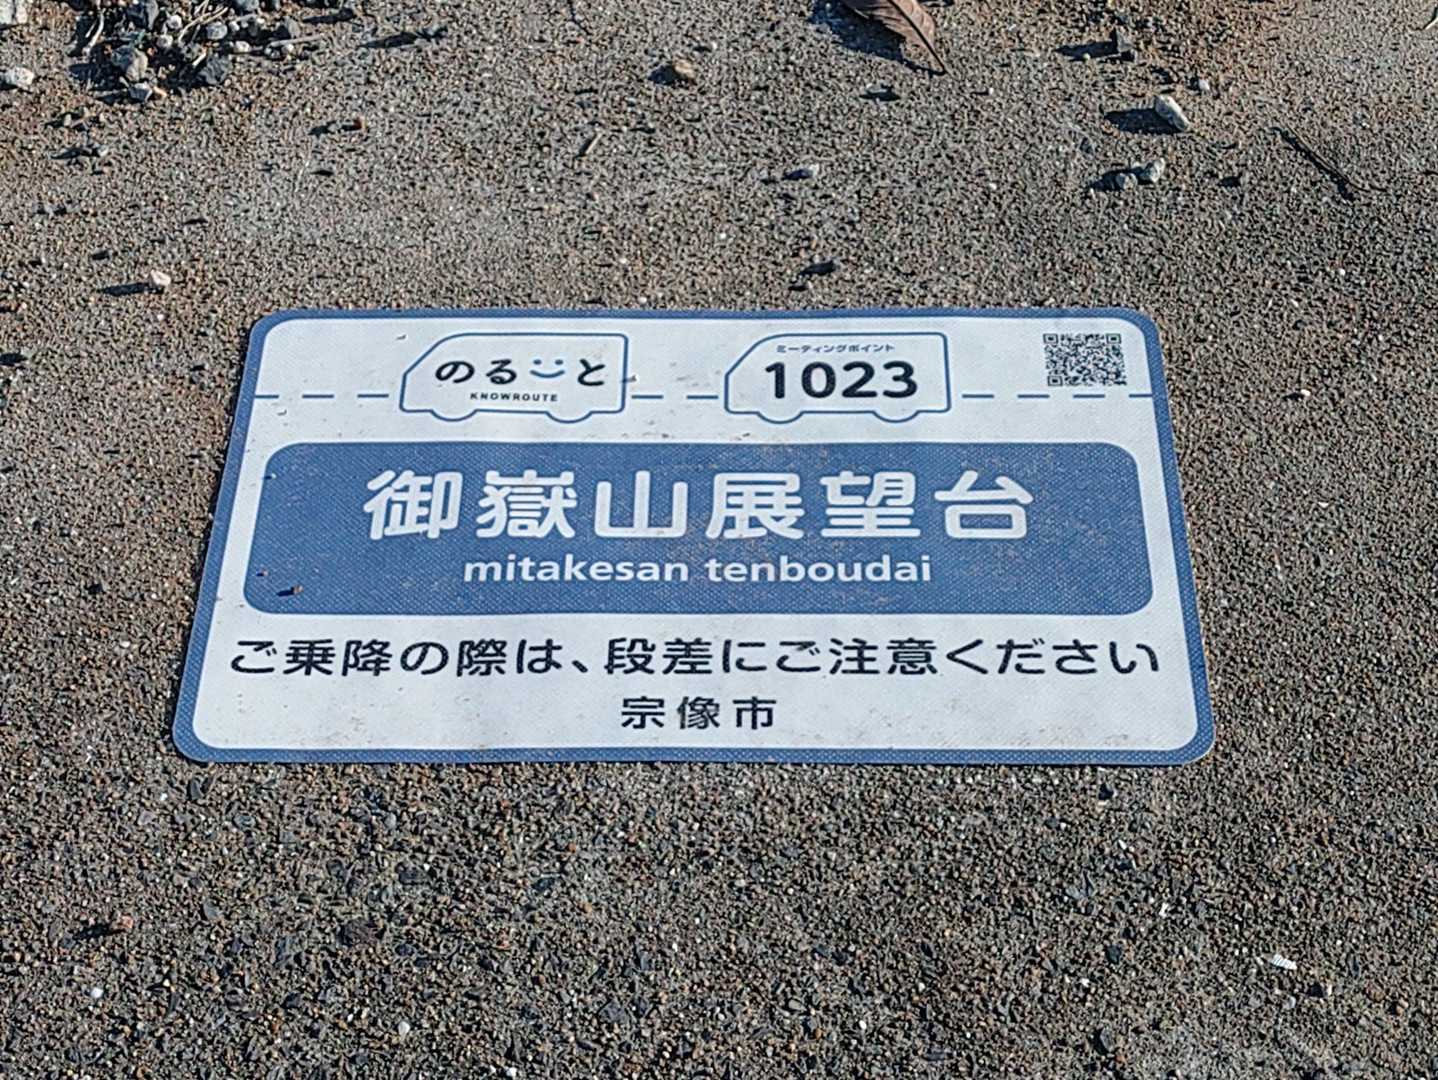 のるーと
KNOWROUTE
ミーティングポイント
1023
御嶽山展望台
mitakesan tenboudai
ご乗降の際は、段差にご注意ください
宗像市